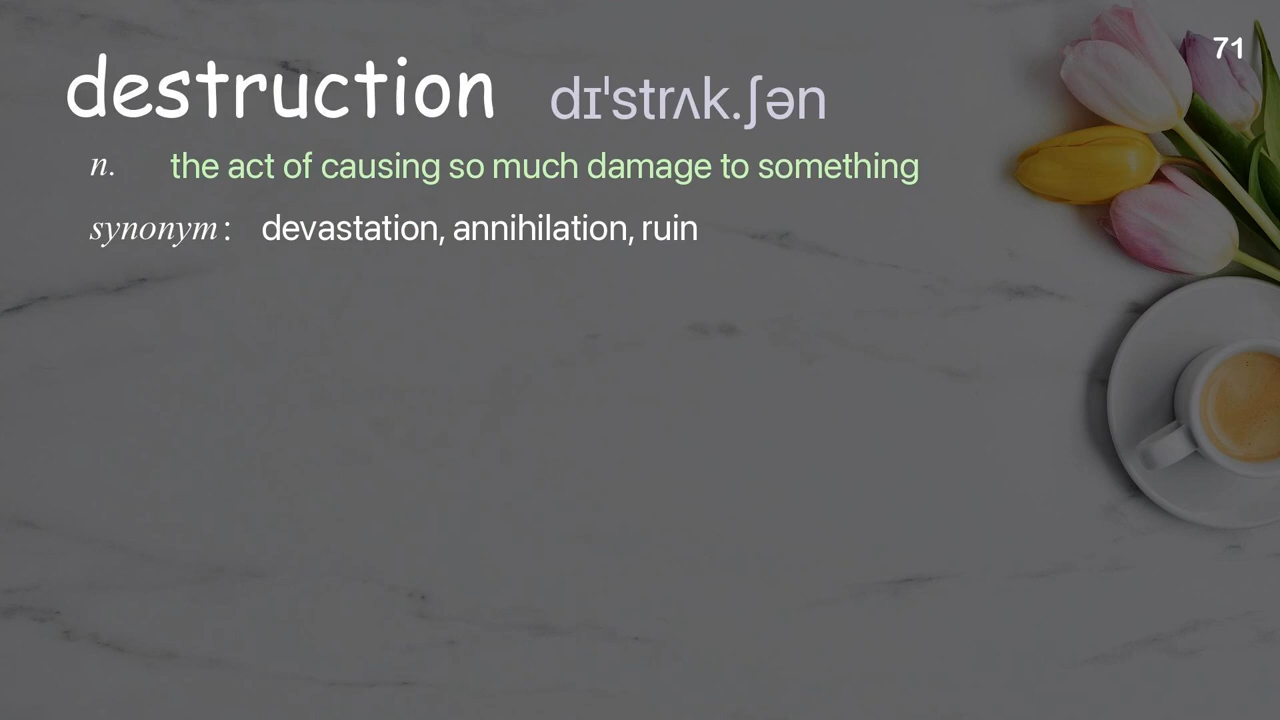 71
destruction dɪˈstrʌk.ʃən
n. the act of causing so much damage to something
synonym: devastation, annihilation, ruin